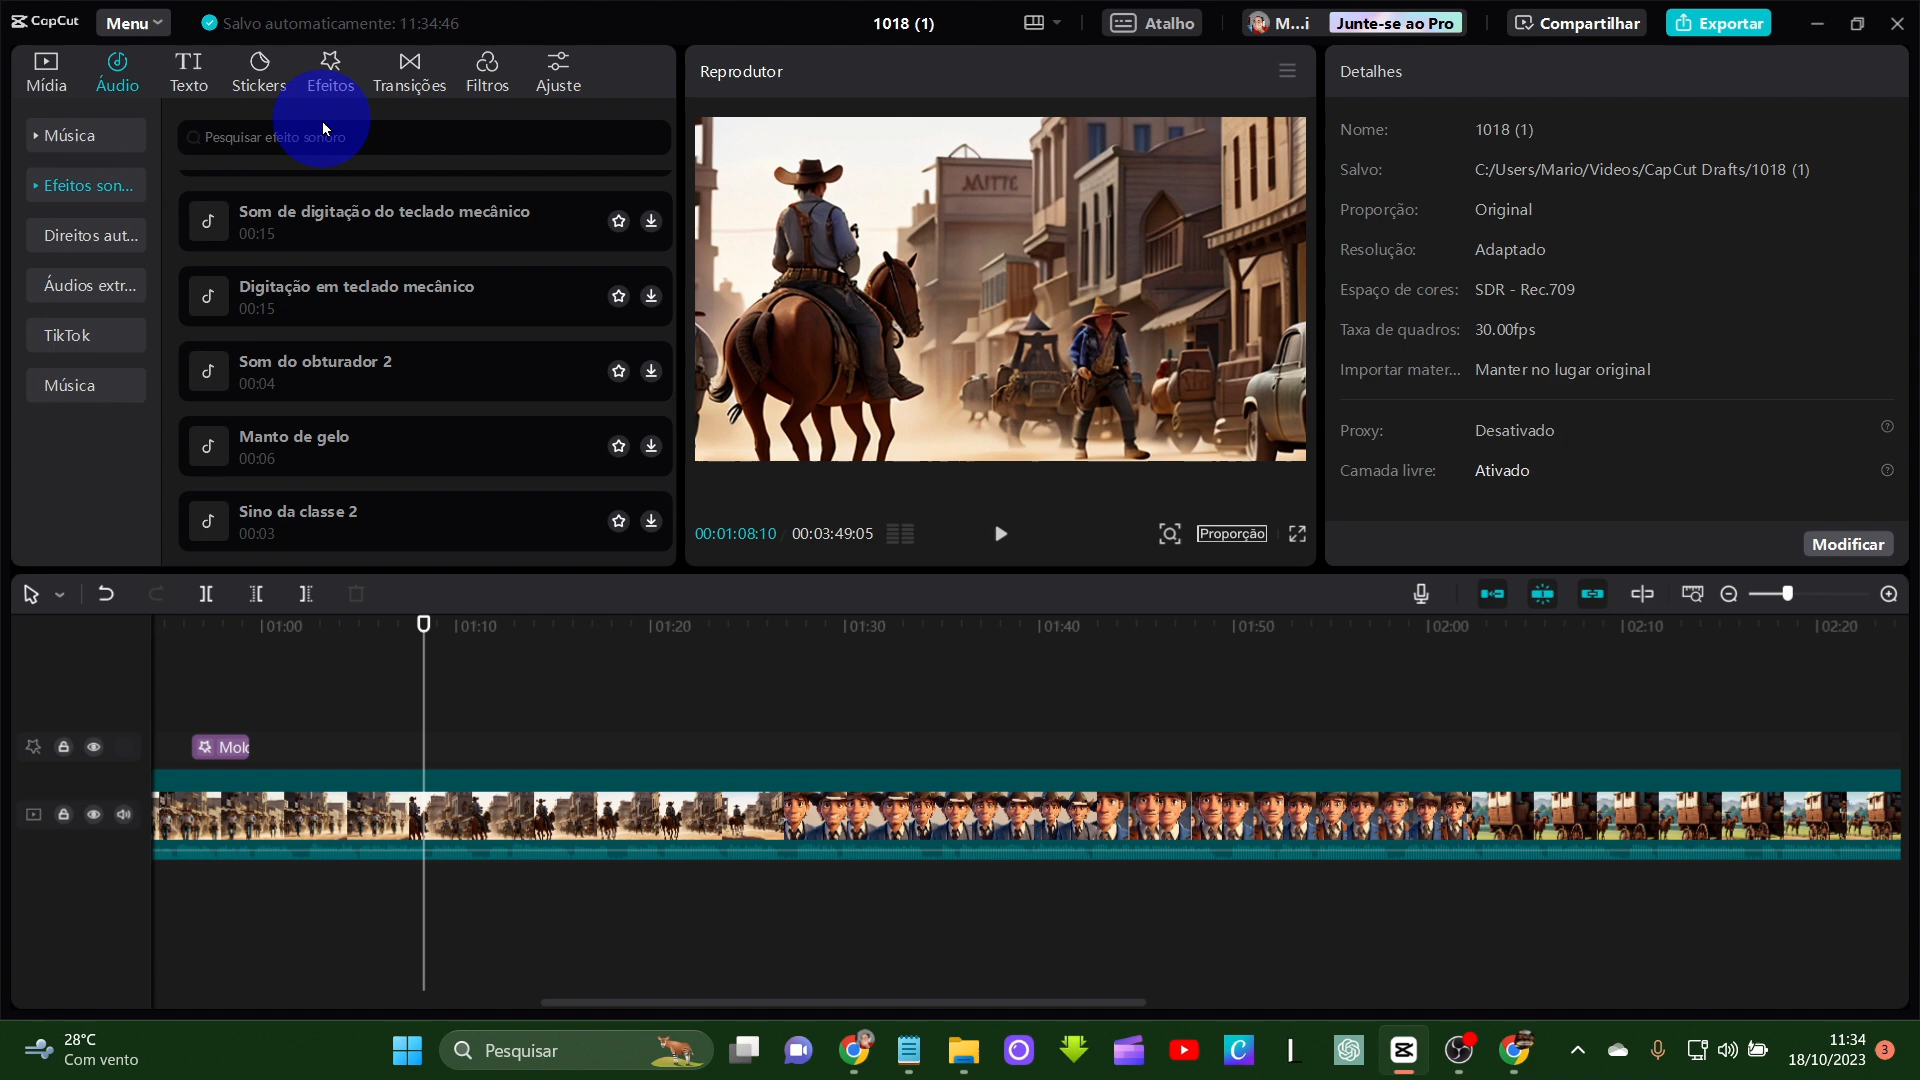 CapCut
Menu
Salvo automaticamente: 11:34:46
1018 (1)
Atalho
M...i
Junte-se ao Pro
Compartilhar
Exportar
Mídia
Áudio
Texto
Stickers
Efeitos
Transições
Filtros
Ajuste
Música
Efeitos son...
Direitos aut...
Áudios extr...
TikTok
Música
Pesquisar efeito sonoro
Som de digitação do teclado mecânico
00:15
Digitação em teclado mecânico
00:15
Som do obturador 2
00:04
Manto de gelo
00:06
Sino da classe 2
00:03
Reprodutor
MITTE
00:01:08:10
00:03:49:05
Proporção
Detalhes
Nome: 1018 (1)
Salvo: C:/Users/Mario/Videos/CapCut Drafts/1018 (1)
Proporção: Original
Resolução: Adaptado
Espaço de cores: SDR - Rec.709
Taxa de quadros: 30.00fps
Importar mater... Manter no lugar original
Proxy: Desativado
Camada livre: Ativado
Modificar
01:00
01:10
01:20
01:30
01:40
01:50
02:00
02:10
02:20
Mold
28°C
Com vento
Pesquisar
11:34
18/10/2023
3